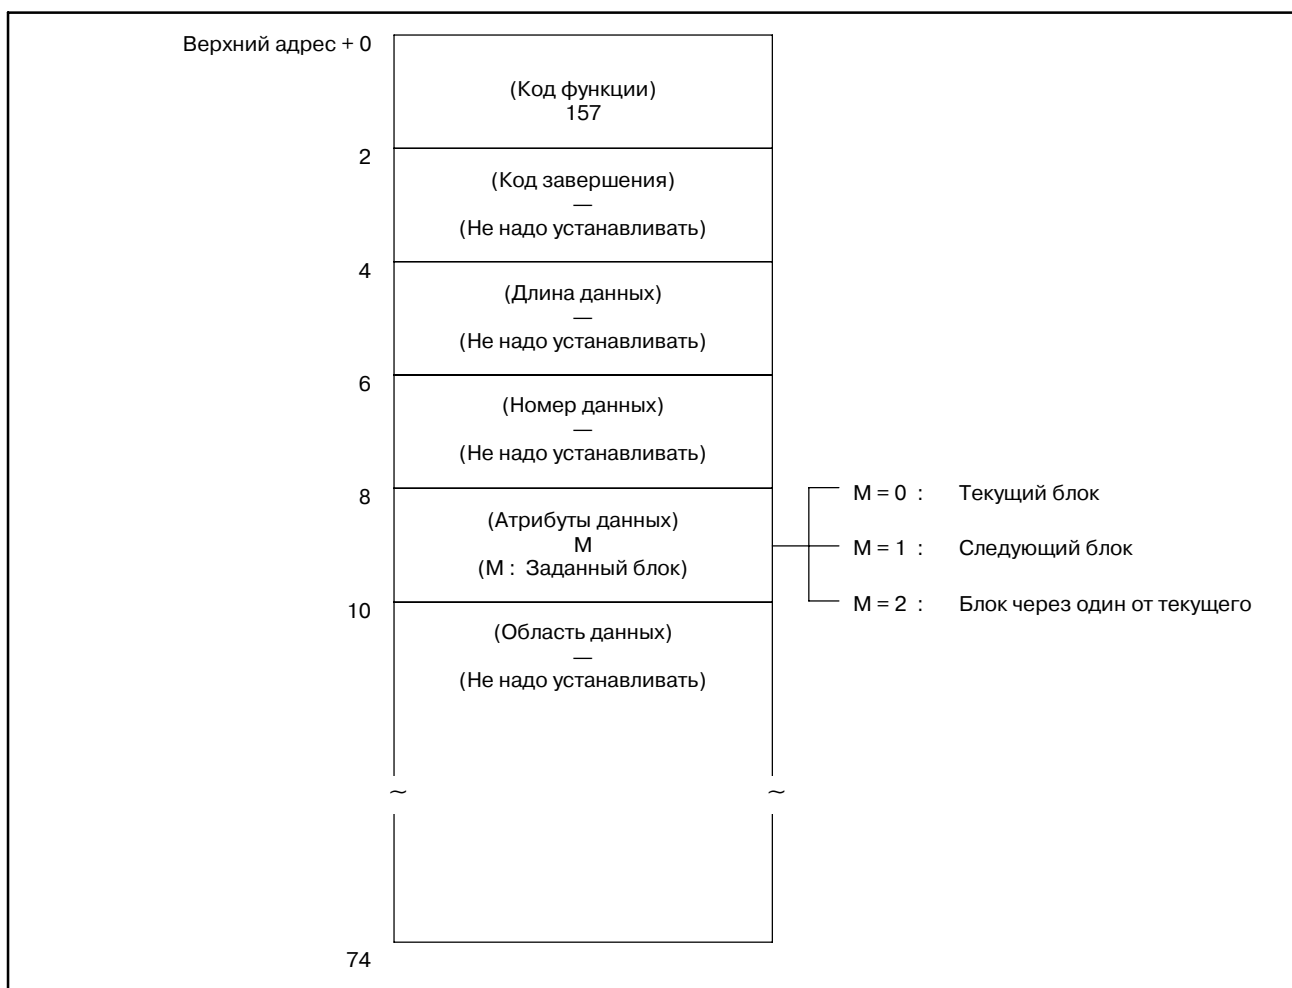 Верхний адрес + 0
(Код функции)
157
2
(Код завершения)
—
(Не надо устанавливать)
4
(Длина данных)
—
(Не надо устанавливать)
6
(Номер данных)
—
(Не надо устанавливать)
8
(Атрибуты данных)
M
(M : Заданный блок)
M = 0 : Текущий блок
M = 1 : Следующий блок
M = 2 : Блок через один от текущего
10
(Область данных)
—
(Не надо устанавливать)
~ ~
74